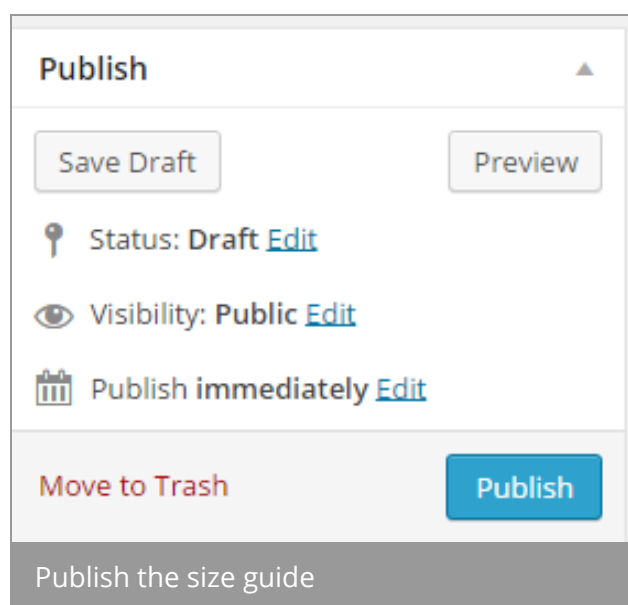 Publish
Save Draft Preview
Status: Draft Edit
Visibility: Public Edit
Publish immediately Edit
Move to Trash Publish
Publish the size guide